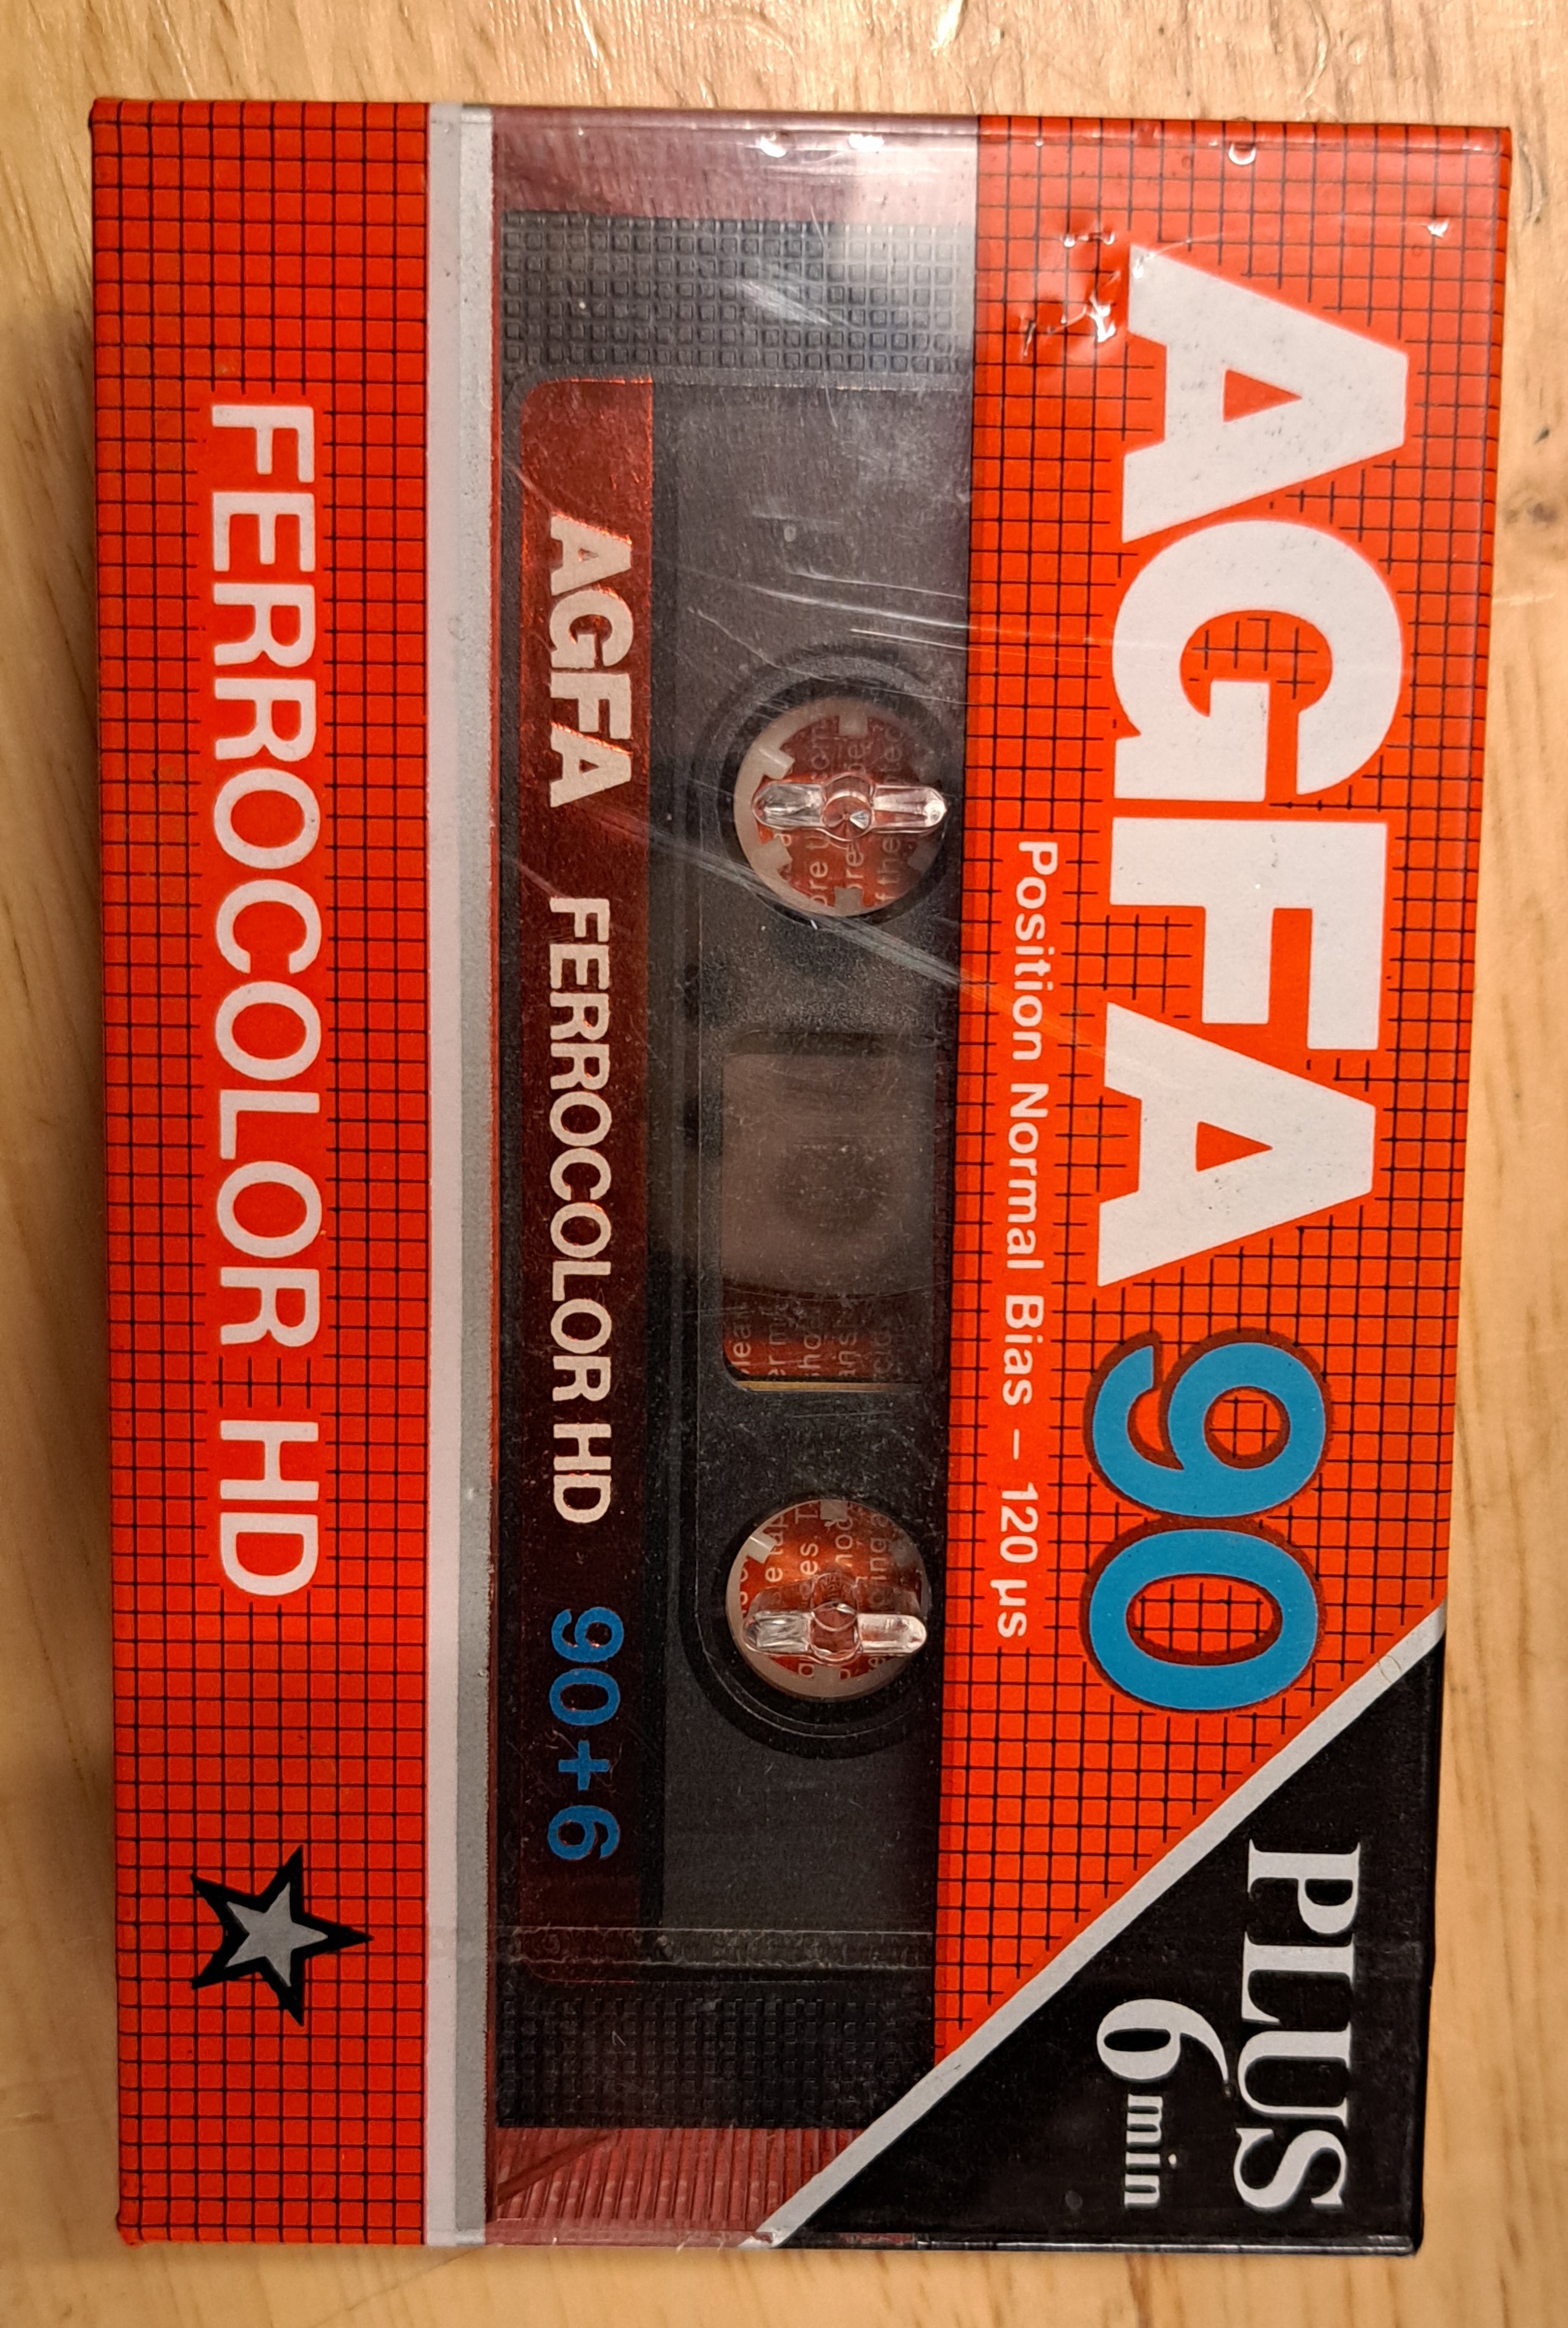 AGFA 90
Position Normal Bias – 120 µs
PLUS
6 min
AGFA FERROCOLOR HD 90+6
FERROCOLOR HD